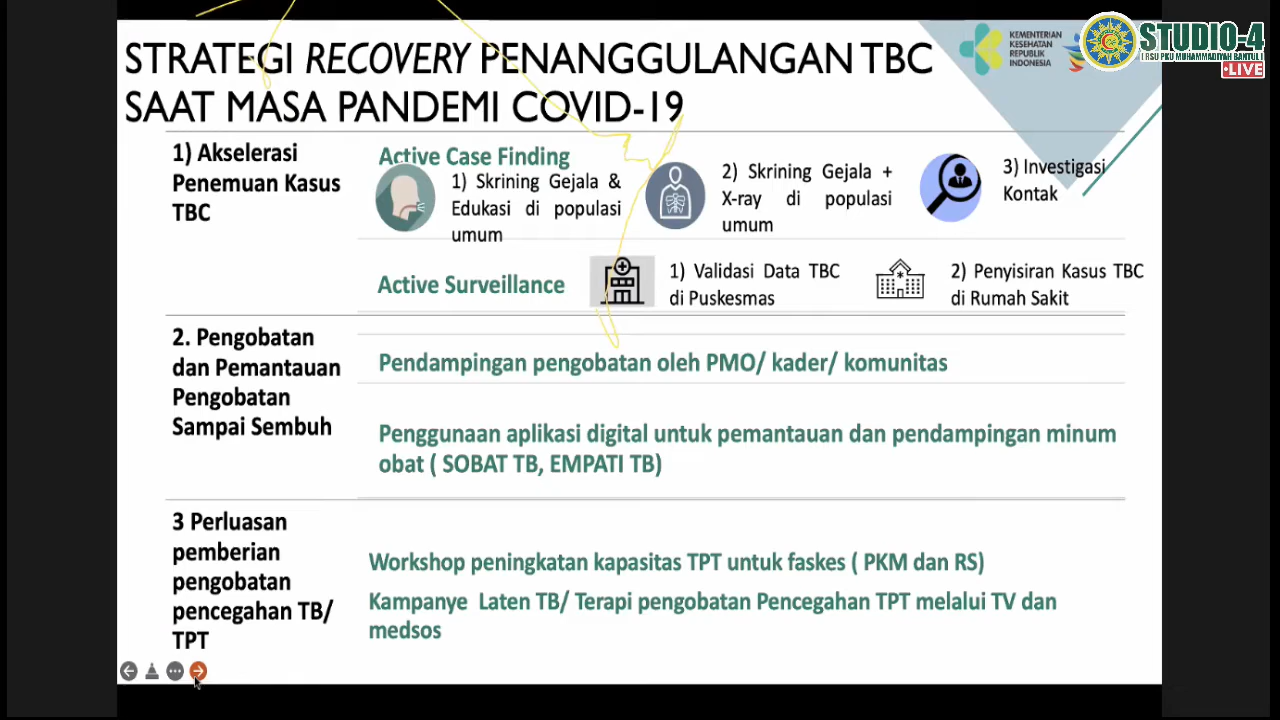 STRATEGI RECOVERY PENANGGULANGAN TBC
SAAT MASA PANDEMI COVID-19
KEMENTERIAN
KESEHATAN
REPUBLIK
INDONESIA
STUDIO-4
[ RSU PKU MUHAMMADIYAH BANTUL ]
LIVE
1) Akselerasi
Penemuan Kasus
TBC
Active Case Finding
1) Skrining Gejala &
Edukasi di populasi
umum
2) Skrining Gejala +
X-ray di populasi
umum
3) Investigasi
Kontak
Active Surveillance
1) Validasi Data TBC
di Puskesmas
2) Penyisiran Kasus TBC
di Rumah Sakit
2. Pengobatan
dan Pemantauan
Pengobatan
Sampai Sembuh
Pendampingan pengobatan oleh PMO/ kader/ komunitas
Penggunaan aplikasi digital untuk pemantauan dan pendampingan minum
obat ( SOBAT TB, EMPATI TB)
3 Perluasan
pemberian
pengobatan
pencegahan TB/
TPT
Workshop peningkatan kapasitas TPT untuk faskes ( PKM dan RS)
Kampanye Laten TB/ Terapi pengobatan Pencegahan TPT melalui TV dan
medsos